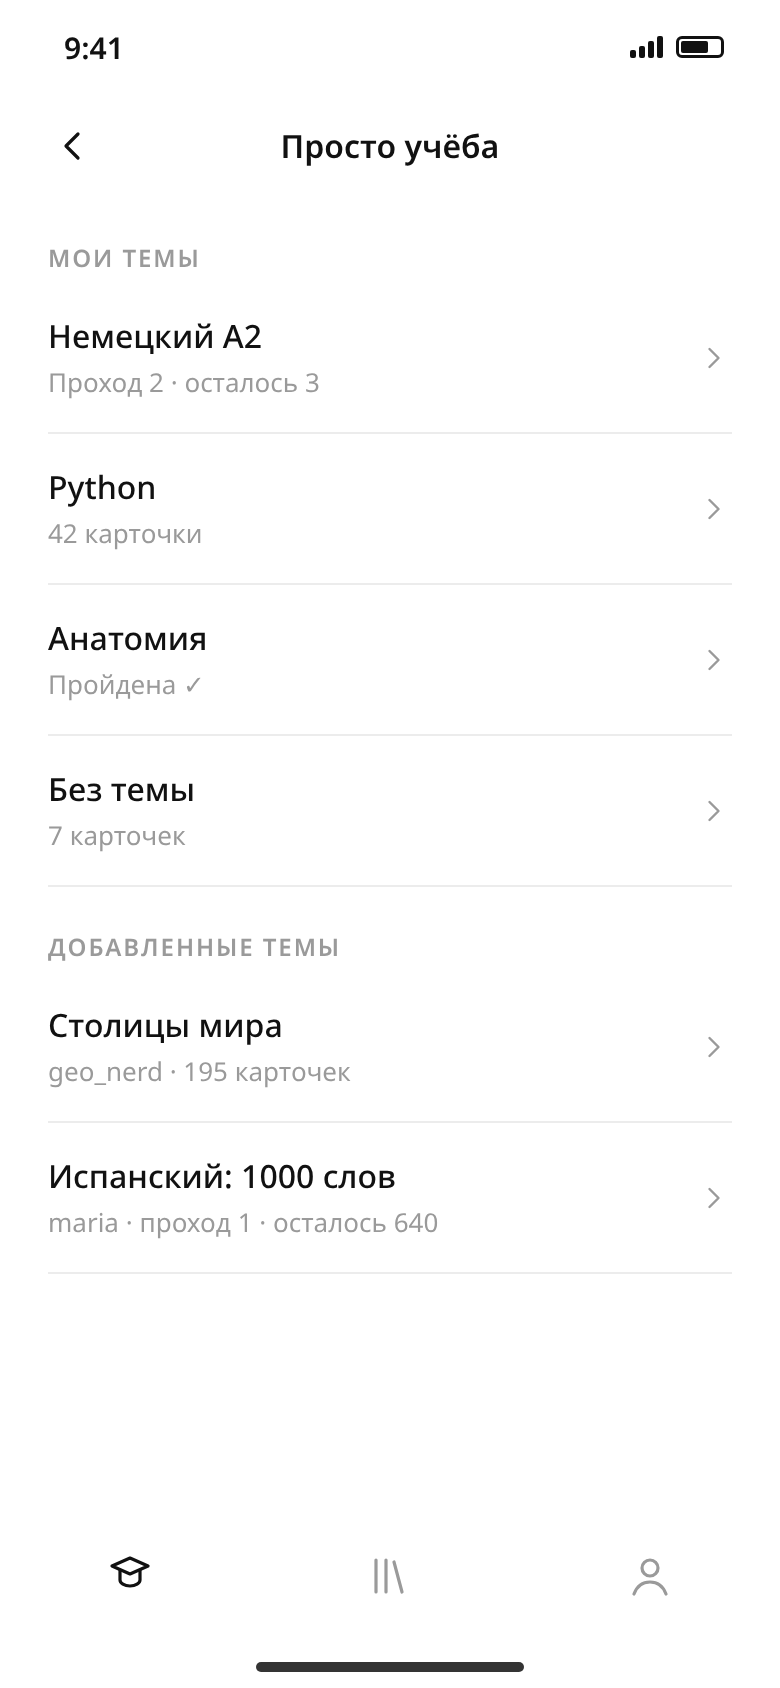 9:41
Просто учёба
МОИ ТЕМЫ
Немецкий A2
Проход 2 · осталось 3
Python
42 карточки
Анатомия
Пройдена ✓
Без темы
7 карточек
ДОБАВЛЕННЫЕ ТЕМЫ
Столицы мира
geo_nerd · 195 карточек
Испанский: 1000 слов
maria · проход 1 · осталось 640